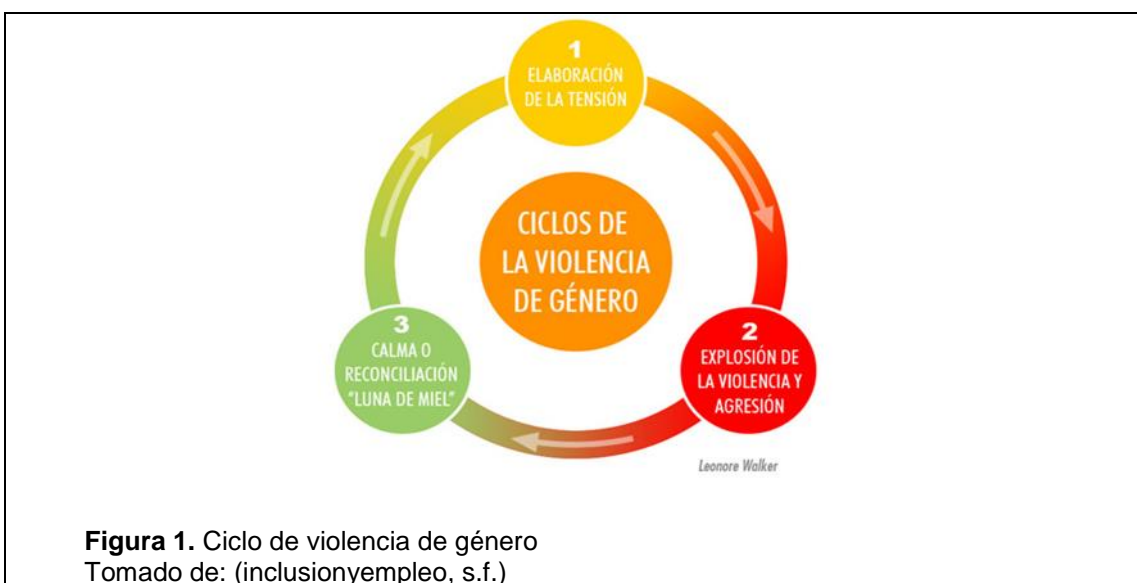 1
ELABORACIÓN
DE LA TENSIÓN
CICLOS DE
LA VIOLENCIA
DE GÉNERO
2
EXPLOSIÓN DE
LA VIOLENCIA Y
AGRESIÓN
3
CALMA O
RECONCILIACIÓN
"LUNA DE MIEL"
Leonore Walker
Figura 1. Ciclo de violencia de género
Tomado de: (inclusionyempleo, s.f.)